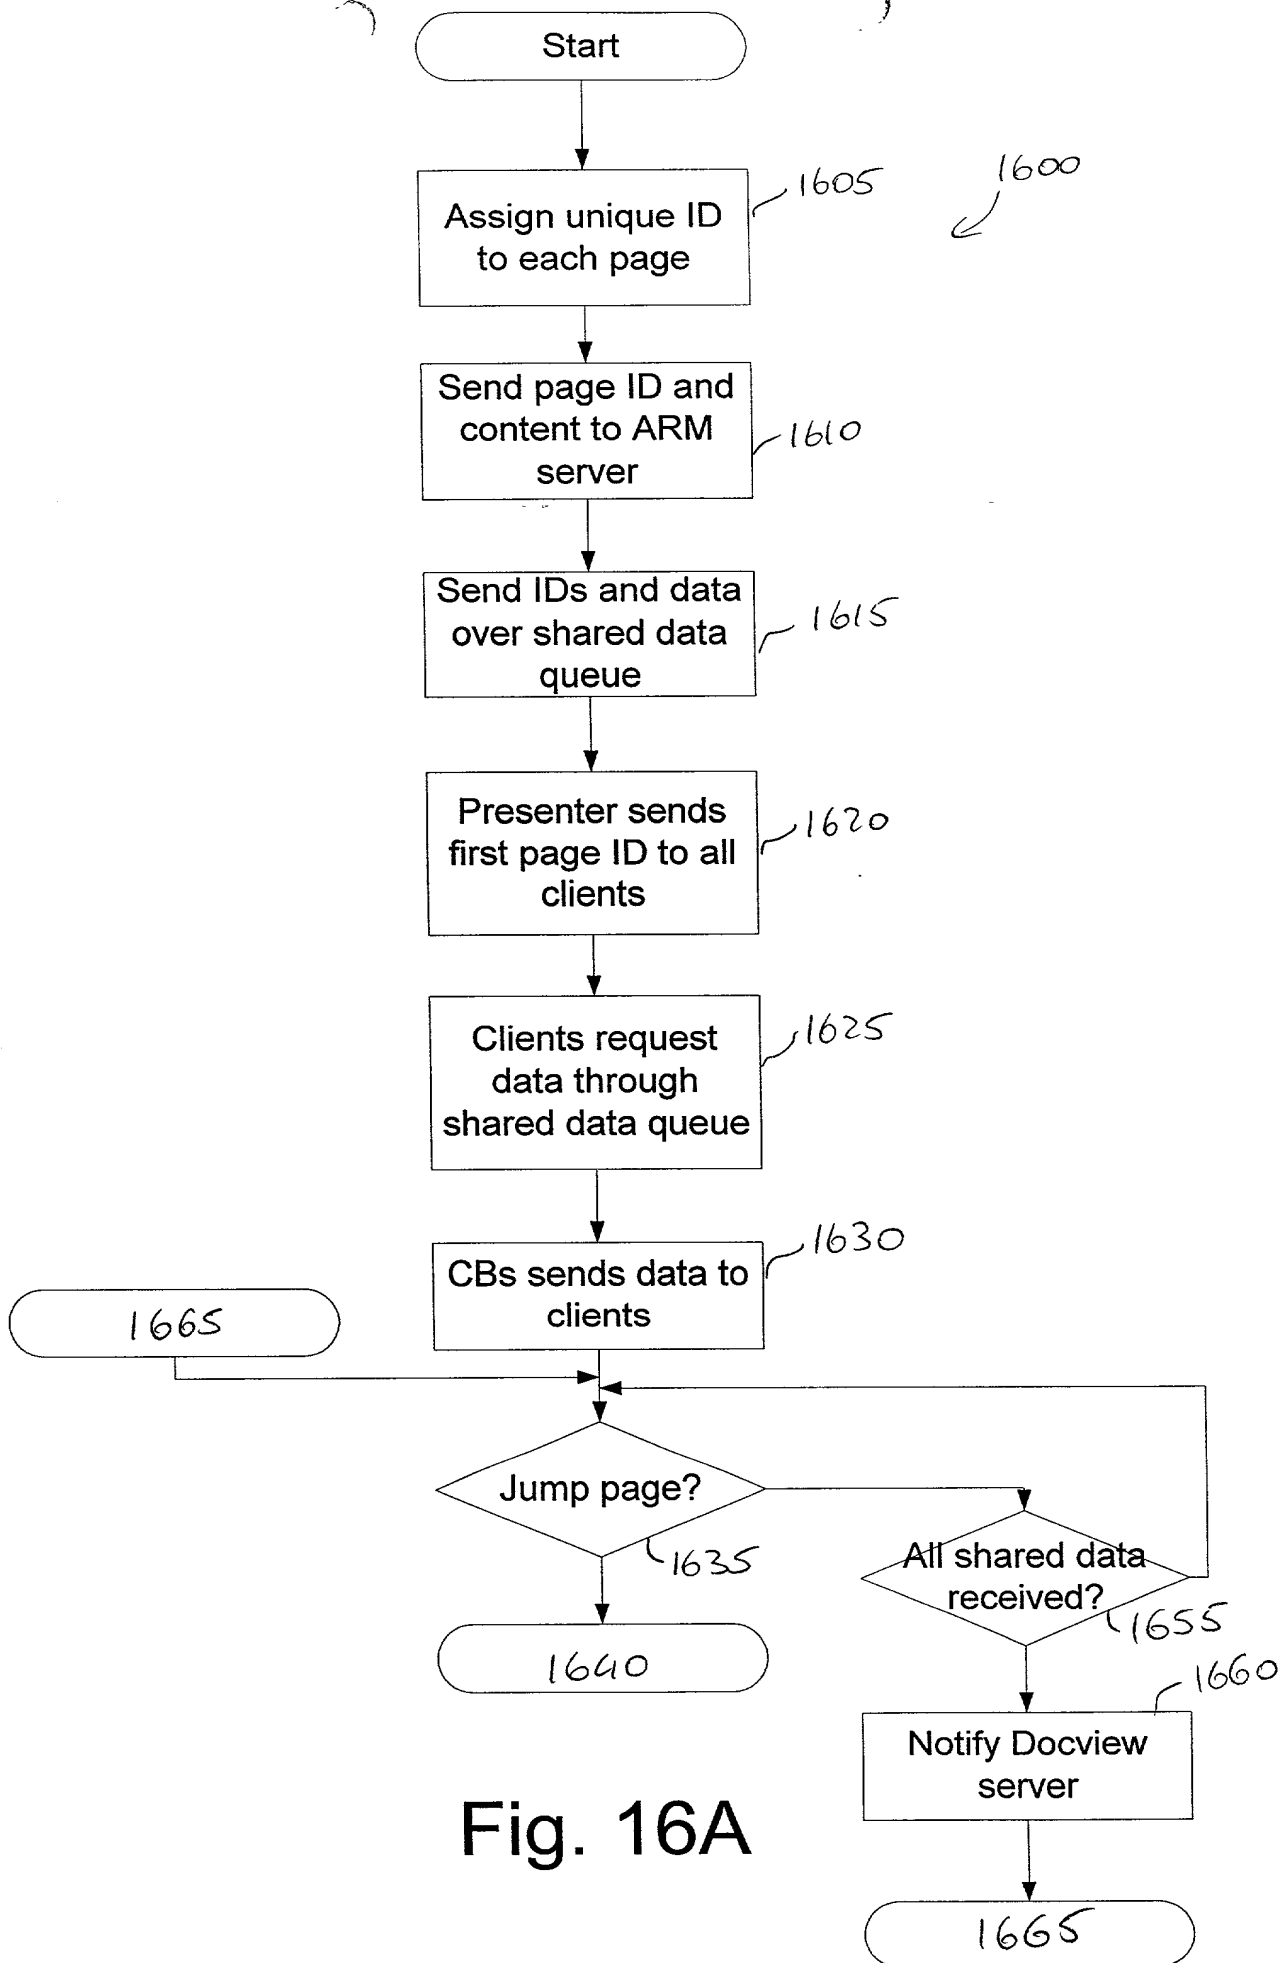 Start
1605
1600
Assign unique ID
to each page
Send page ID and
content to ARM
server
1610
Send IDs and data
over shared data
queue
1615
Presenter sends
first page ID to all
clients
1620
Clients request
data through
shared data queue
1625
CBs sends data to
clients
1630
1665
Jump page?
1635
All shared data
received?
1655
1640
1660
Notify Docview
server
Fig. 16A
1665